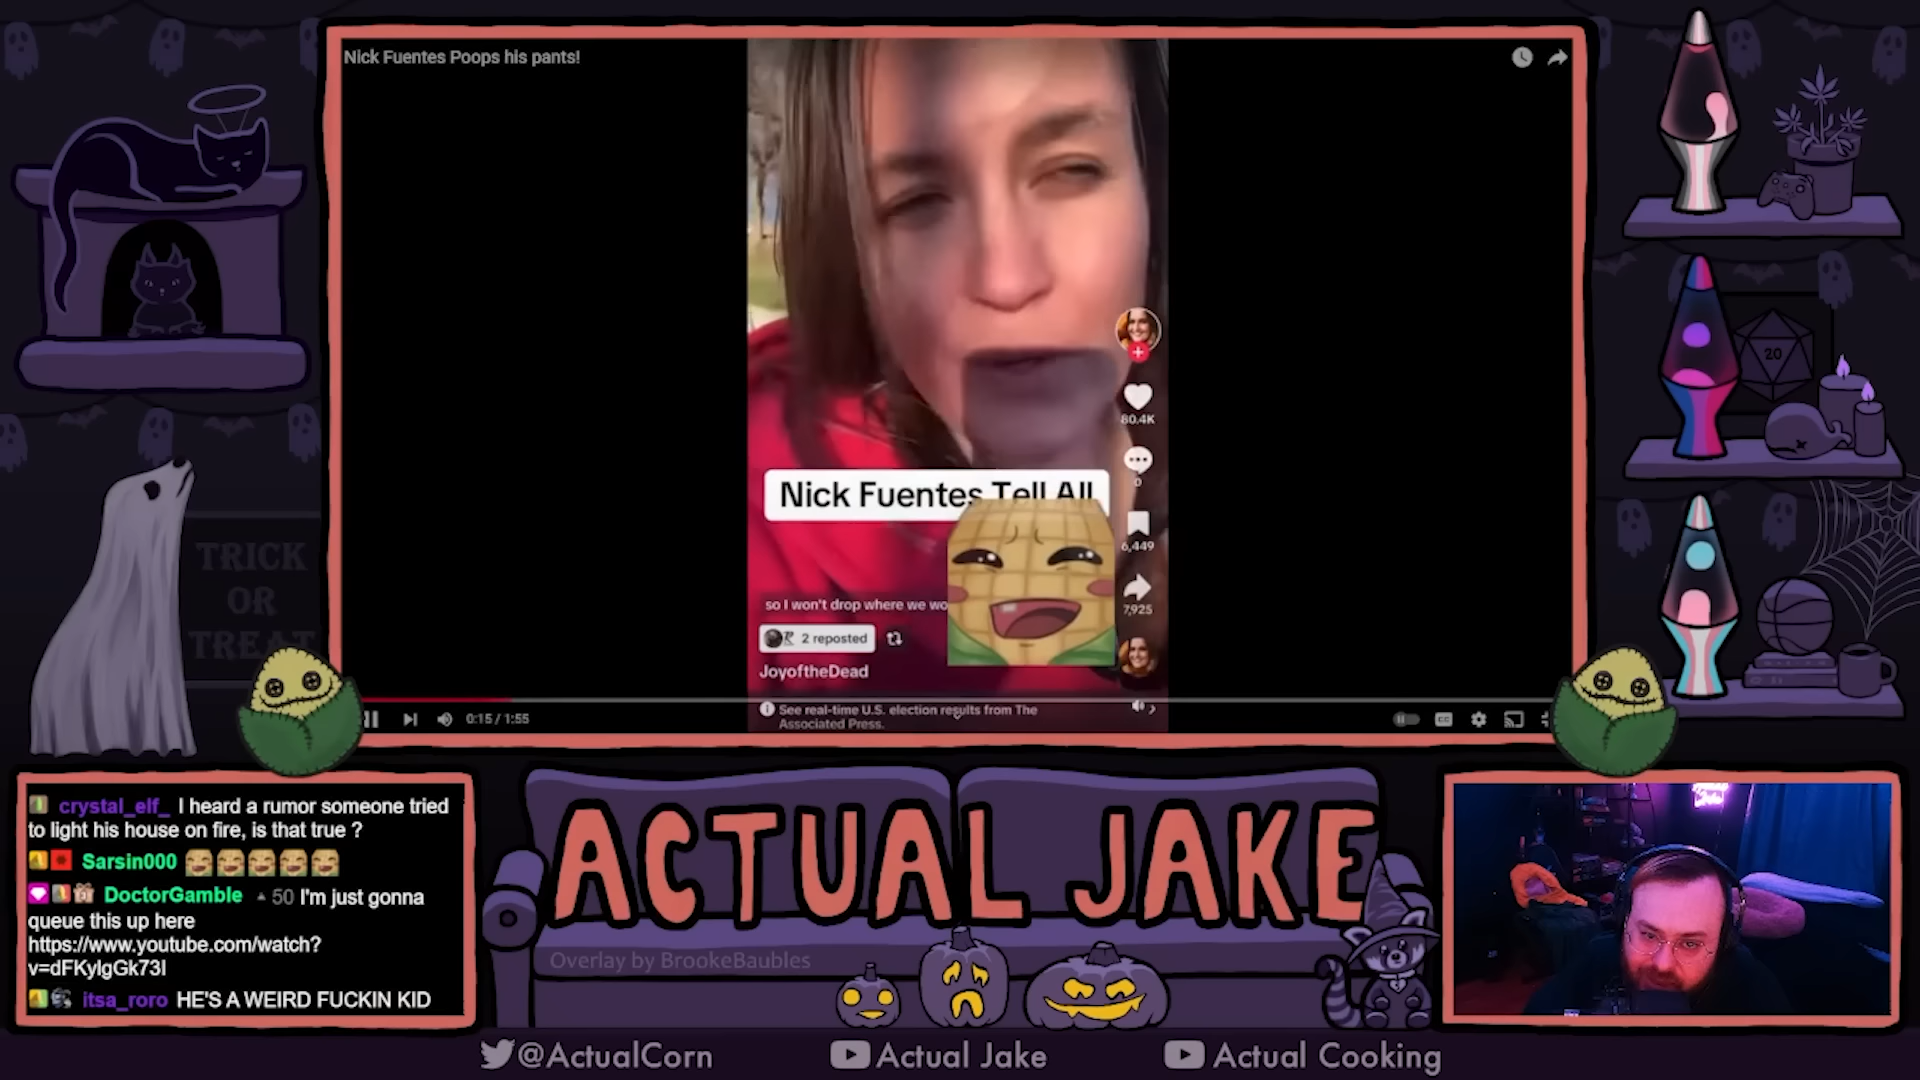 Nick Fuentes Poops his pants!
80.4K
0
Nick Fuentes Tell All
6,449
7,925
so I won't drop where we wo
2 reposted
JoyoftheDead
See real-time U.S. election results from The
Associated Press.
0:15 / 1:55
CC
20
TRICK
OR
TREAT
crystal_elf_ I heard a rumor someone tried
to light his house on fire, is that true ?
Sarsin000
DoctorGamble 50 I'm just gonna
queue this up here
https://www.youtube.com/watch?
v=dFKylgGk73I
itsa_roro HE'S A WEIRD FUCKIN KID
ACTUAL JAKE
Overlay by BrookeBaubles
@ActualCorn
Actual Jake
Actual Cooking